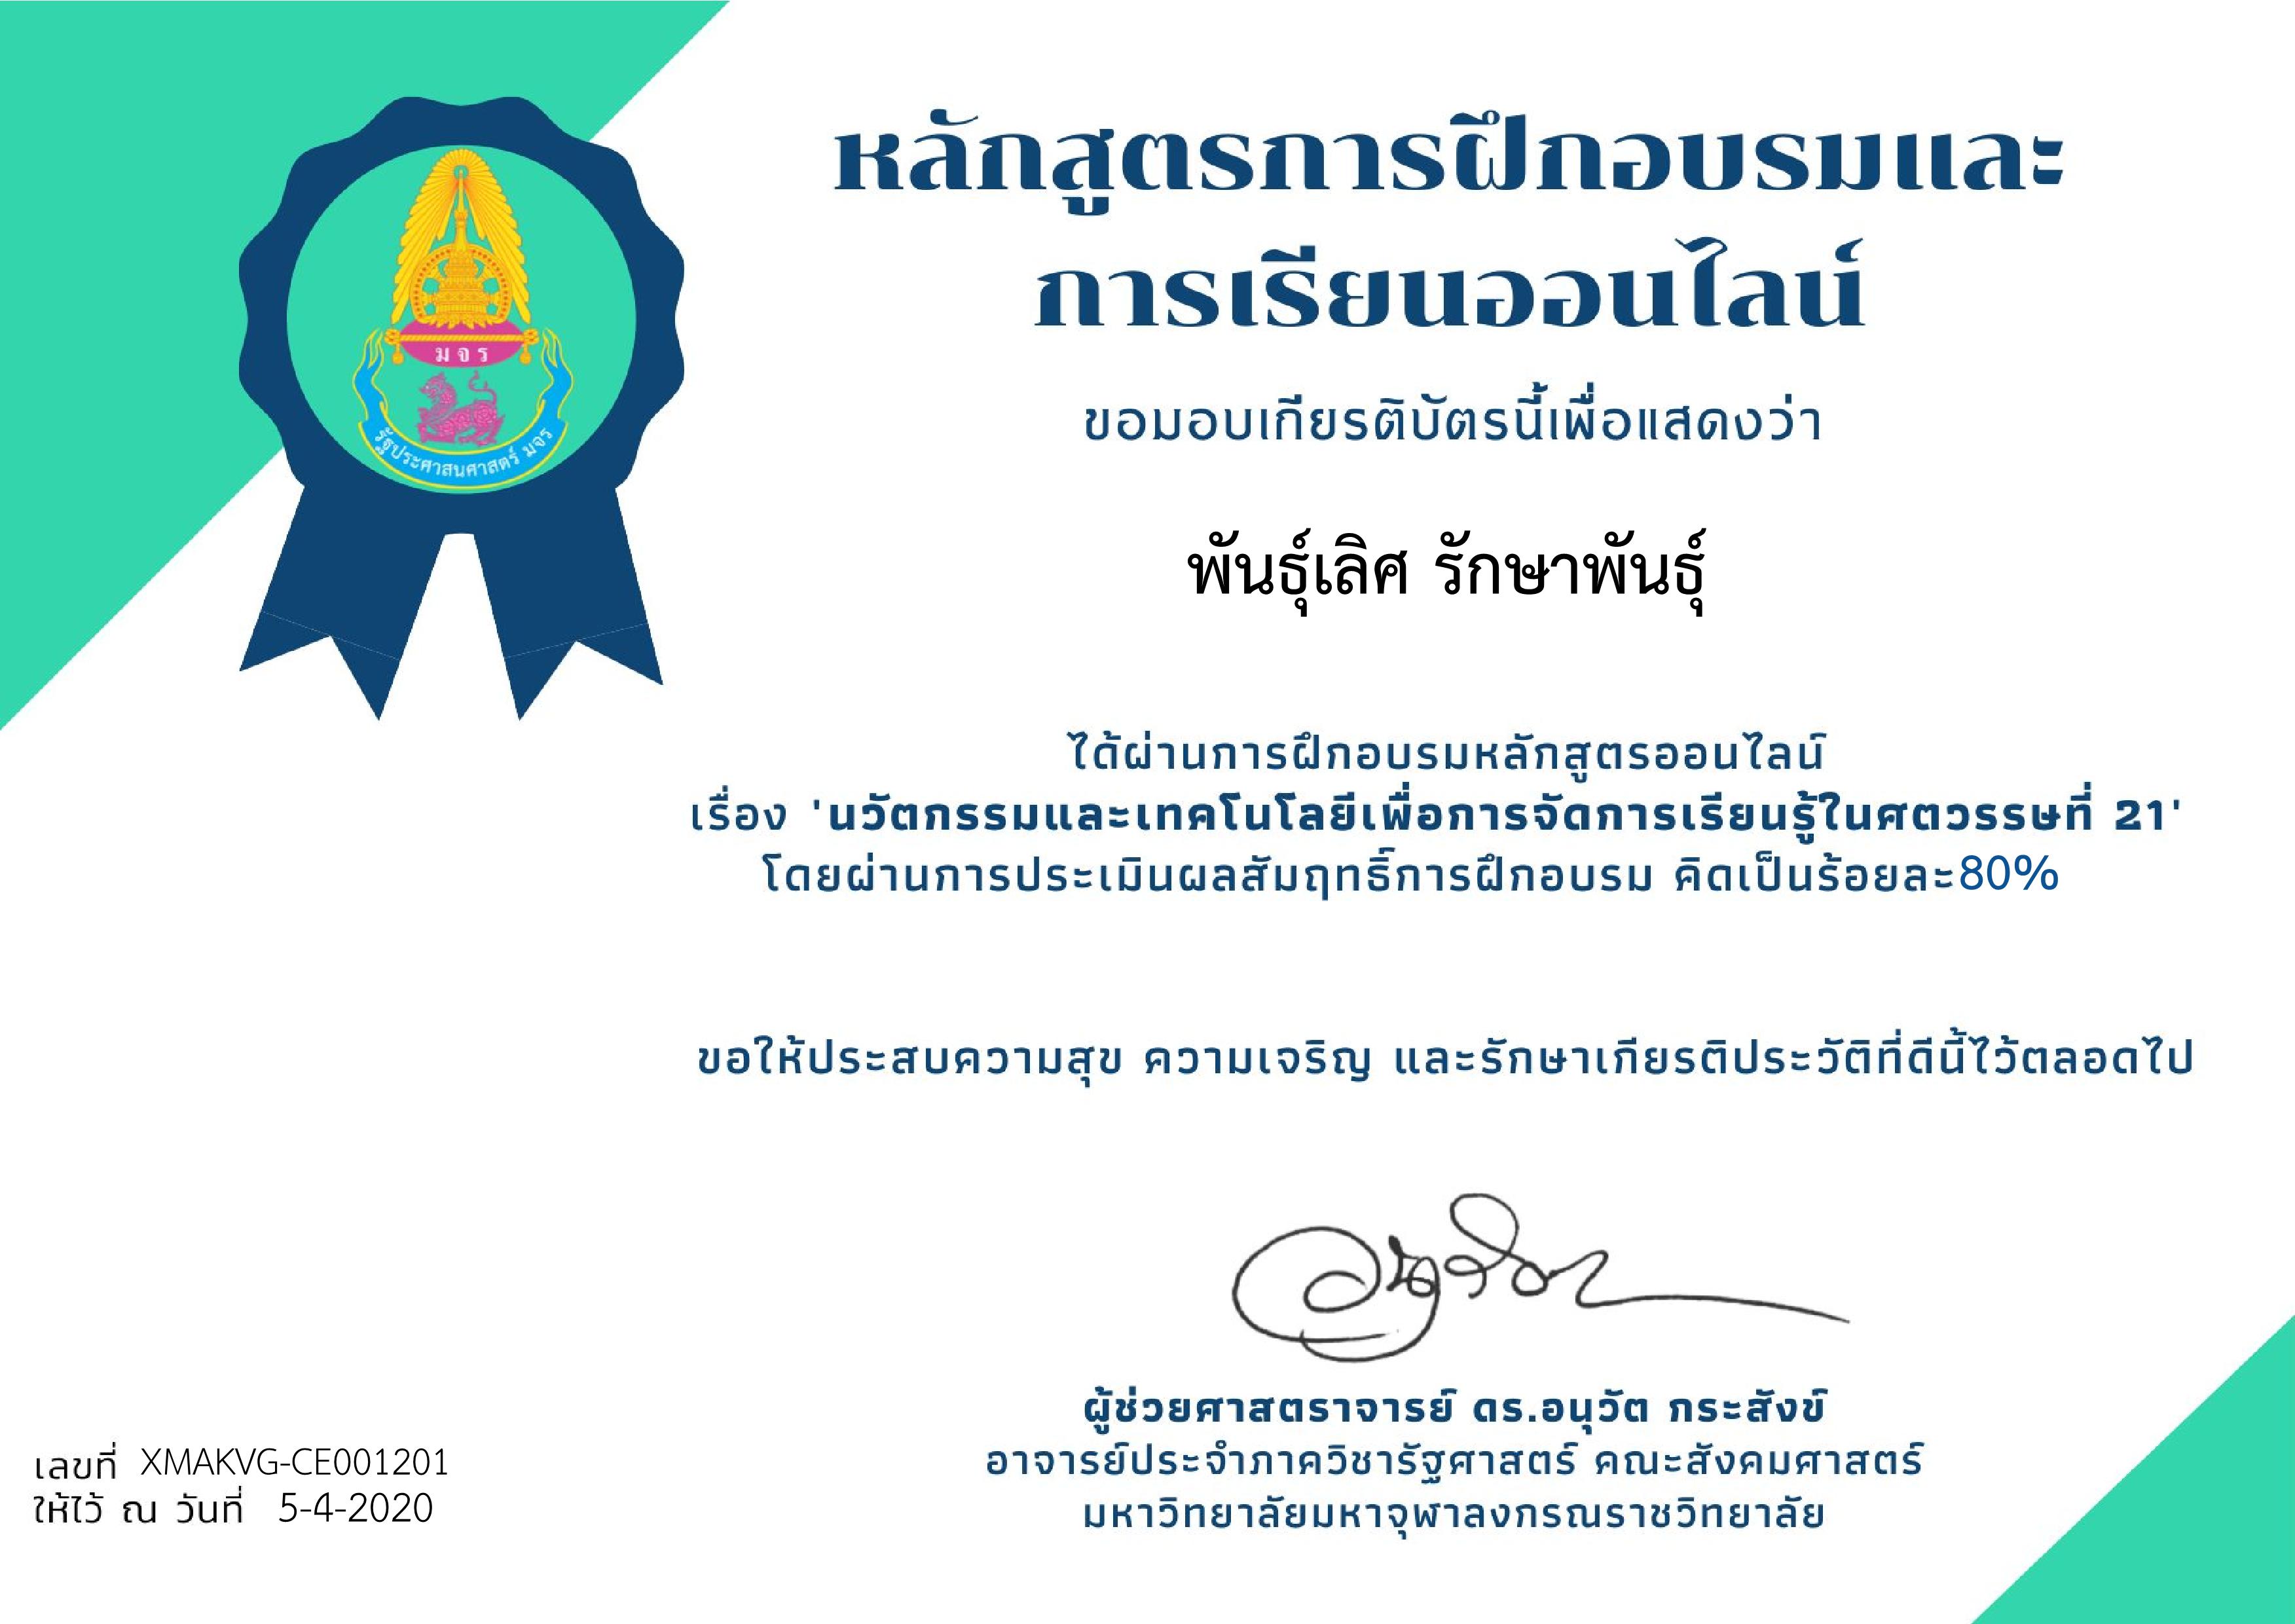 หลักสูตรการฝึกอบรมและ
การเรียนออนไลน์
ขอมอบเกียรติบัตรนี้เพื่อแสดงว่า
ม จ ร
รัฐประศาสนศาสตร์ มจร
พันธุ์เลิศ รักษาพันธุ์
ได้ผ่านการฝึกอบรมหลักสูตรออนไลน์
เรื่อง 'นวัตกรรมและเทคโนโลยีเพื่อการจัดการเรียนรู้ในศตวรรษที่ 21'
โดยผ่านการประเมินผลสัมฤทธิ์การฝึกอบรม คิดเป็นร้อยละ80%
ขอให้ประสบความสุข ความเจริญ และรักษาเกียรติประวัติที่ดีนี้ไว้ตลอดไป
ผู้ช่วยศาสตราจารย์ ดร.อนุวัต กระสังข์
อาจารย์ประจำภาควิชารัฐศาสตร์ คณะสังคมศาสตร์
มหาวิทยาลัยมหาจุฬาลงกรณราชวิทยาลัย
เลขที่ XMAKVG-CE001201
ให้ไว้ ณ วันที่ 5-4-2020